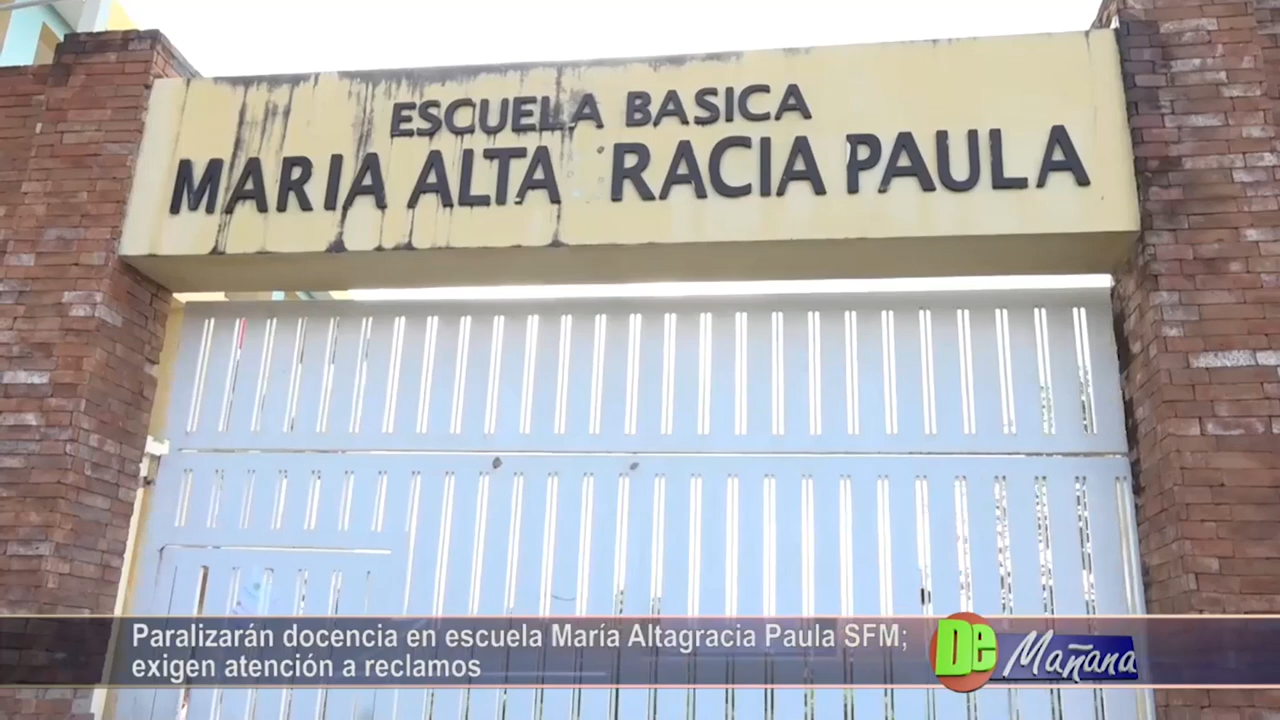 ESCUELA BASICA
MARIA ALTA RACIA PAULA
Paralizarán docencia en escuela María Altagracia Paula SFM;
exigen atención a reclamos
De Mañana